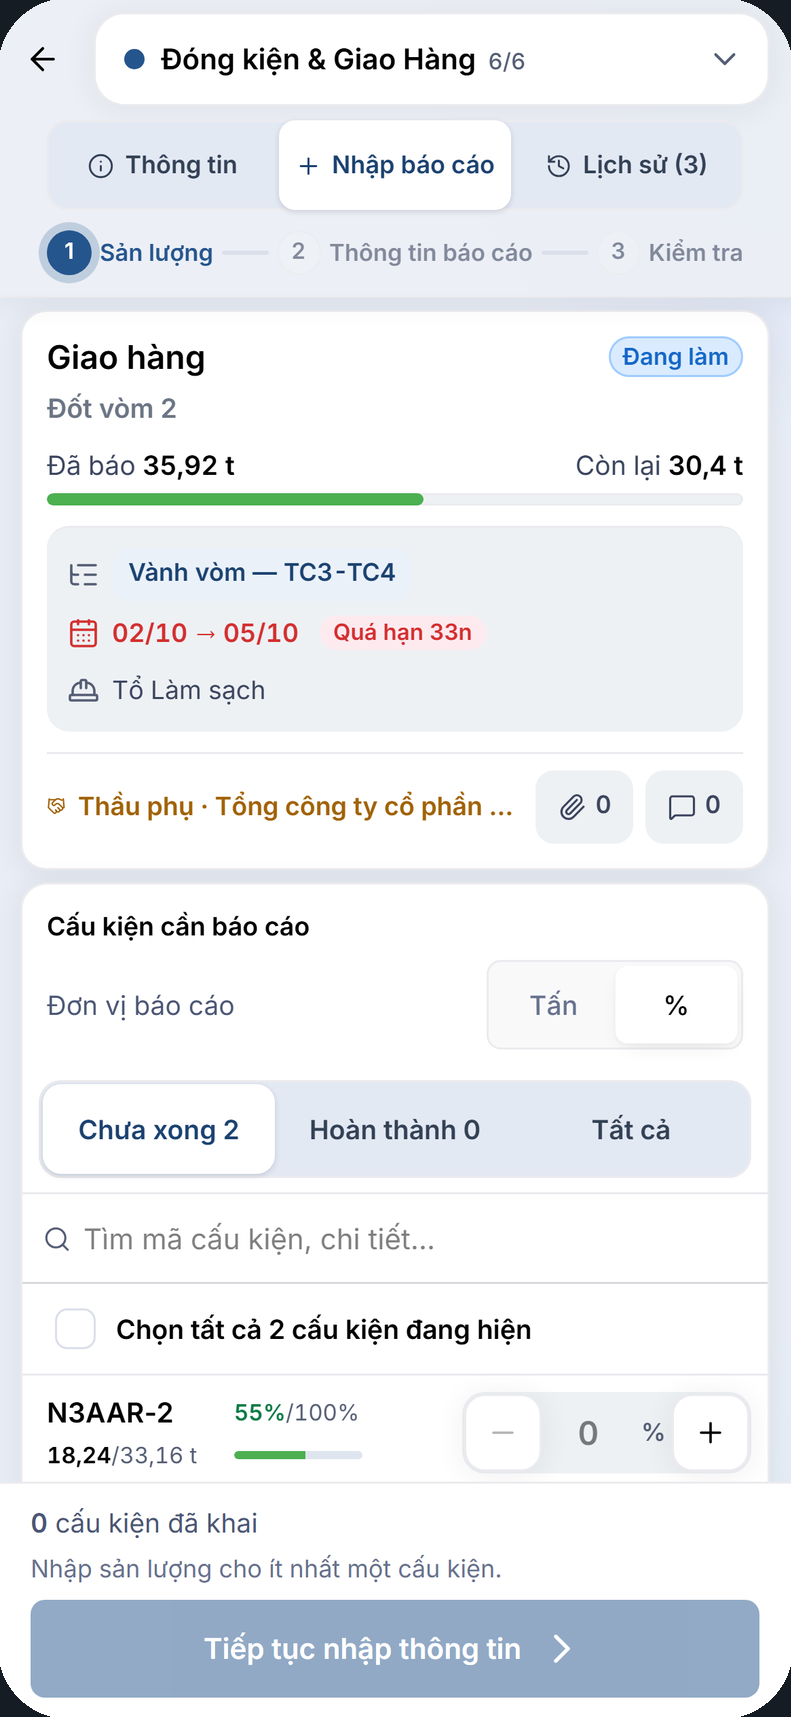 Đóng kiện & Giao Hàng 6/6
Thông tin
Nhập báo cáo
Lịch sử (3)
1 Sản lượng
2 Thông tin báo cáo
3 Kiểm tra
Giao hàng
Đang làm
Đốt vòm 2
Đã báo 35,92 t
Còn lại 30,4 t
Vành vòm — TC3-TC4
02/10 → 05/10 Quá hạn 33n
Tổ Làm sạch
Thầu phụ · Tổng công ty cổ phần ...
0
0
Cấu kiện cần báo cáo
Đơn vị báo cáo
Tấn
%
Chưa xong 2
Hoàn thành 0
Tất cả
Tìm mã cấu kiện, chi tiết...
Chọn tất cả 2 cấu kiện đang hiện
N3AAR-2
55%/100%
18,24/33,16 t
− 0 % +
0 cấu kiện đã khai
Nhập sản lượng cho ít nhất một cấu kiện.
Tiếp tục nhập thông tin